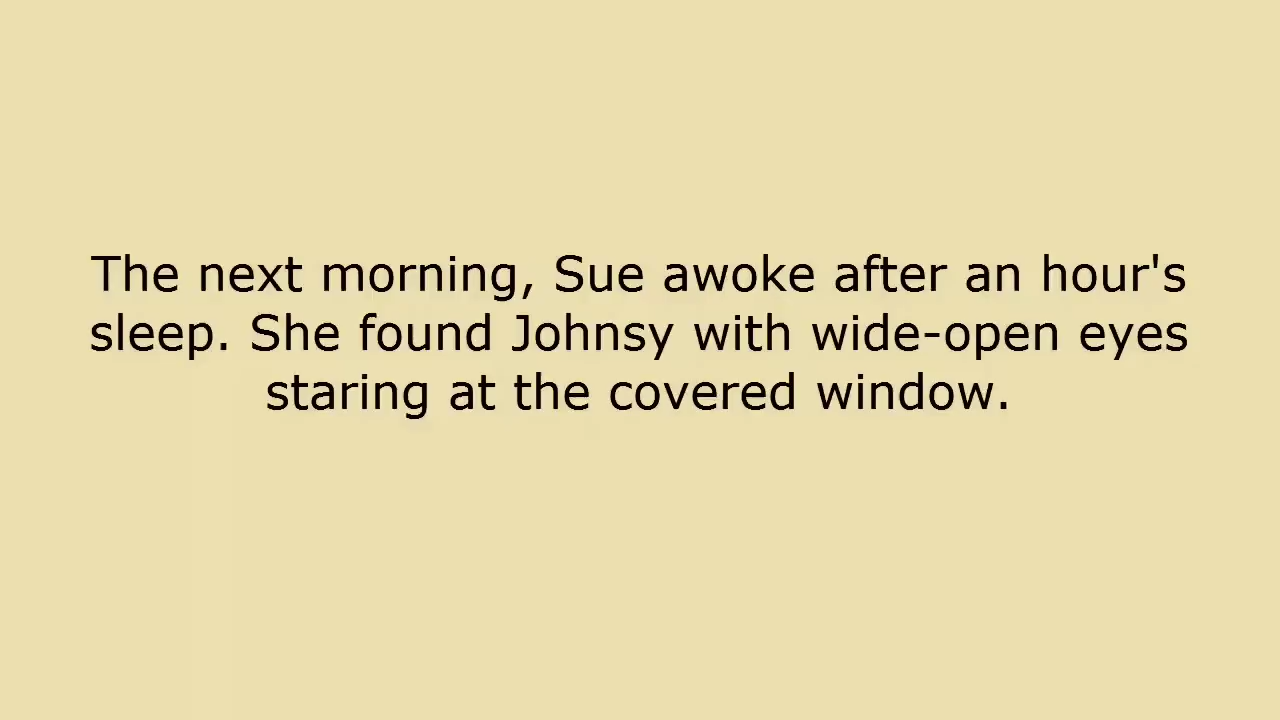 The next morning, Sue awoke after an hour's
sleep. She found Johnsy with wide-open eyes
staring at the covered window.